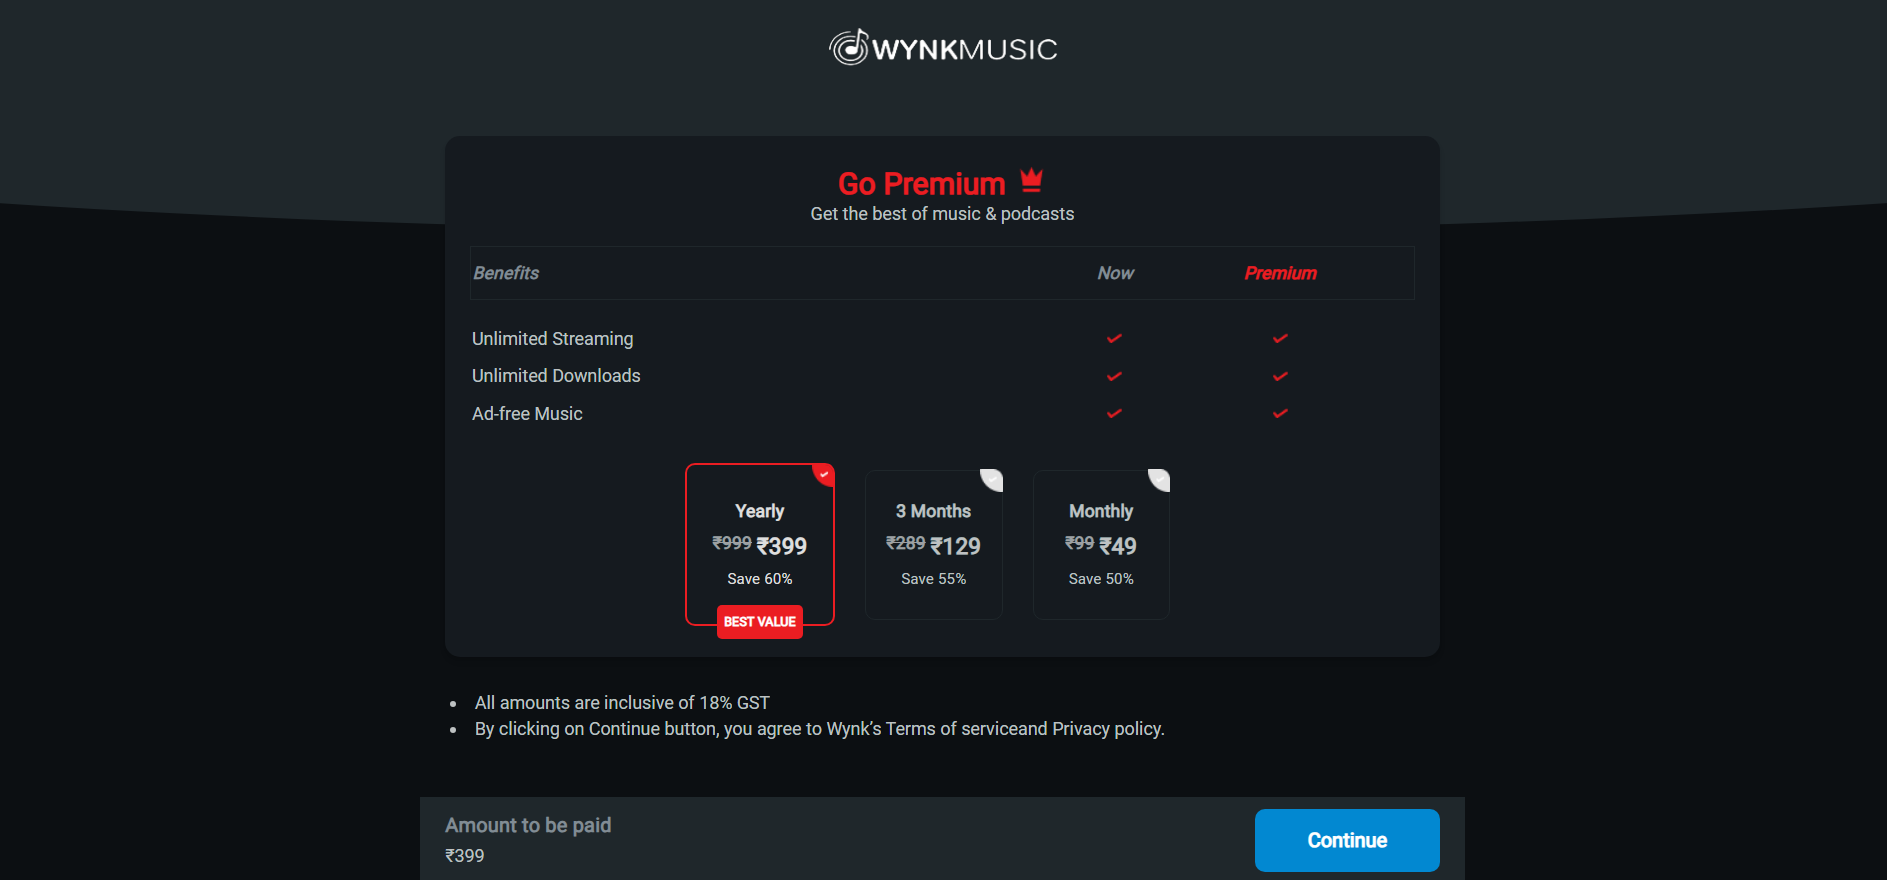 WYNKMUSIC
Go Premium
Get the best of music & podcasts
Benefits Now Premium
Unlimited Streaming
Unlimited Downloads
Ad-free Music
Yearly
₹999 ₹399
Save 60%
BEST VALUE
3 Months
₹289 ₹129
Save 55%
Monthly
₹99 ₹49
Save 50%
All amounts are inclusive of 18% GST
By clicking on Continue button, you agree to Wynk’s Terms of serviceand Privacy policy.
Amount to be paid
₹399
Continue